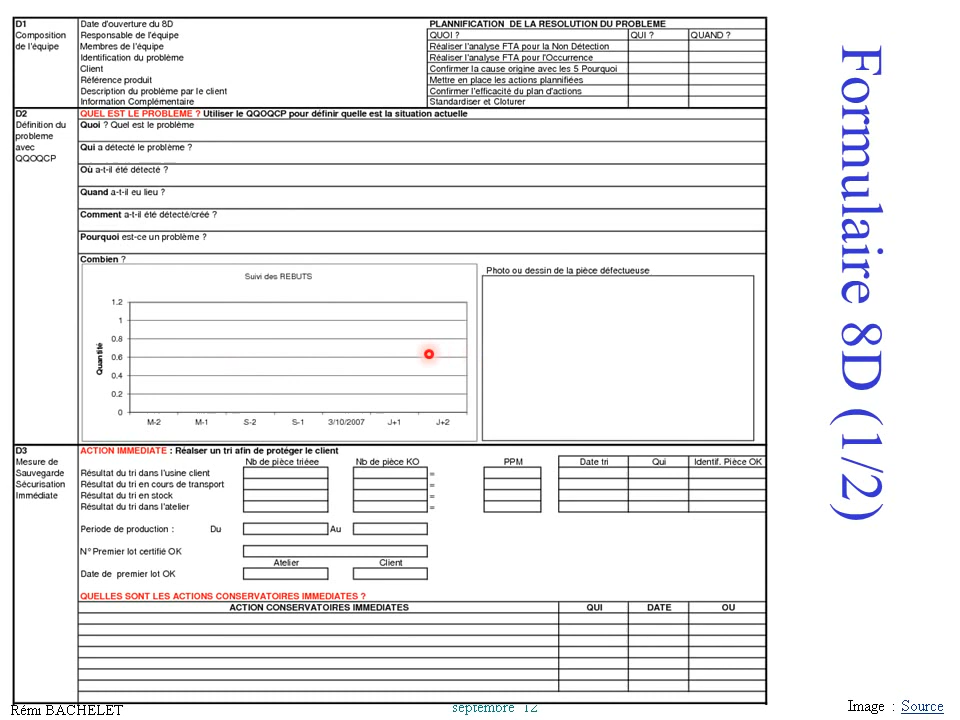 D1
Composition
de l'équipe
Date d'ouverture du 8D
Responsable de l'équipe
Membres de l'équipe
Identification du problème
Client
Référence produit
Description du problème par le client
Information Complémentaire
PLANNIFICATION DE LA RESOLUTION DU PROBLEME
QUOI ? QUI ? QUAND ?
Réaliser l'analyse FTA pour la Non Détection
Réaliser l'analyse FTA pour l'Occurrence
Confirmer la cause origine avec les 5 Pourquoi
Mettre en place les actions plannifiées
Confirmer l'efficacité du plan d'actions
Standardiser et Cloturer
D2
Définition du
probleme
avec
QQOQCP
QUEL EST LE PROBLEME ? Utiliser le QQOQCP pour définir quelle est la situation actuelle
Quoi ? Quel est le problème
Qui a détecté le problème ?
Où a-t-il été détecté ?
Quand a-t-il eu lieu ?
Comment a-t-il été détecté/créé ?
Pourquoi est-ce un problème ?
Combien ?
Suivi des REBUTS
Quantité
1.2
1
0.8
0.6
0.4
0.2
0
M-2 M-1 S-2 S-1 3/10/2007 J+1 J+2
Photo ou dessin de la pièce défectueuse
D3
Mesure de
Sauvegarde
Sécurisation
Immédiate
ACTION IMMEDIATE : Réalser un tri afin de protéger le client
Nb de pièce triéee Nb de pièce KO PPM Date tri Qui Identif. Pièce OK
Résultat du tri dans l'usine client =
Résultat du tri en cours de transport =
Résultat du tri en stock =
Résultat du tri dans l'atelier =
Periode de production : Du Au
N° Premier lot certifié OK
Atelier Client
Date de premier lot OK
QUELLES SONT LES ACTIONS CONSERVATOIRES IMMEDIATES ?
ACTION CONSERVATOIRES IMMEDIATES QUI DATE OU
Formulaire 8D (1/2)
Rémi BACHELET
septembre 12
Image : Source